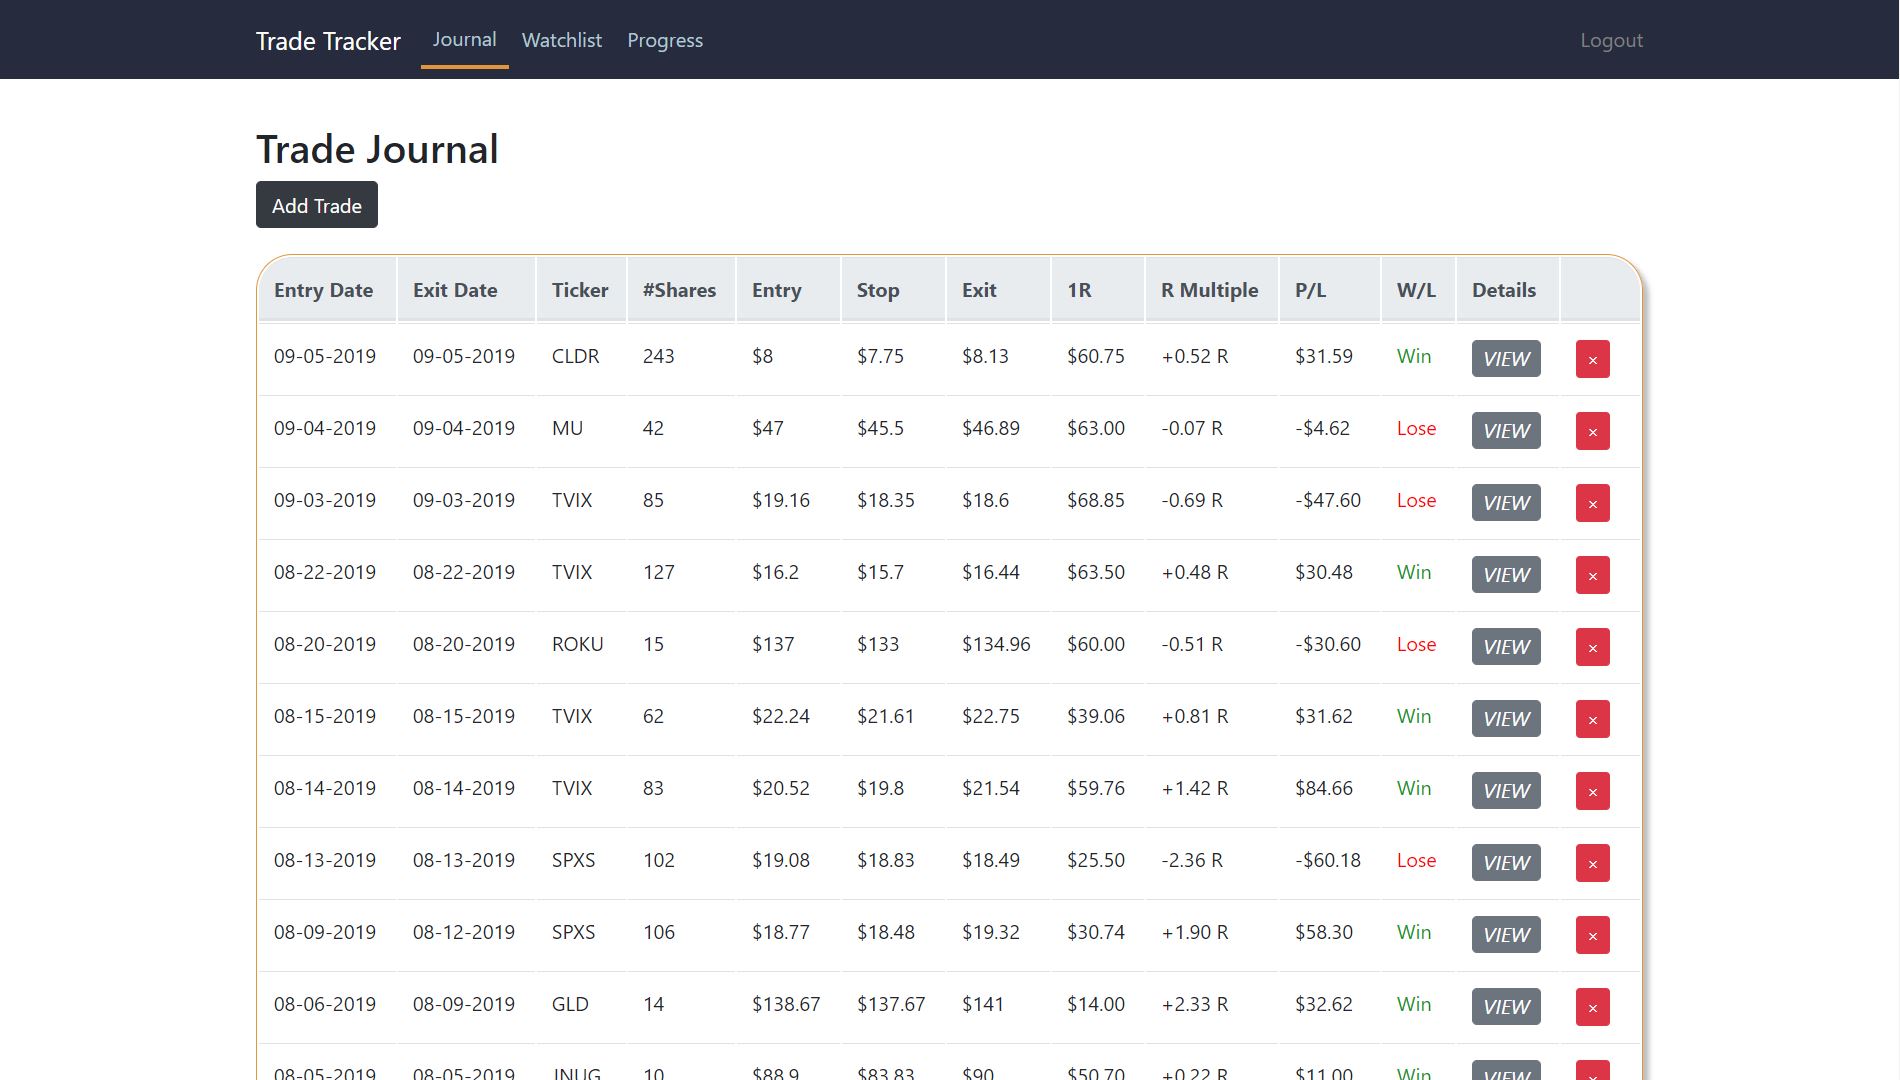 Trade Tracker Journal Watchlist Progress Logout
Trade Journal
Add Trade
Entry Date Exit Date Ticker #Shares Entry Stop Exit 1R R Multiple P/L W/L Details
09-05-2019 09-05-2019 CLDR 243 $8 $7.75 $8.13 $60.75 +0.52 R $31.59 Win VIEW ×
09-04-2019 09-04-2019 MU 42 $47 $45.5 $46.89 $63.00 -0.07 R -$4.62 Lose VIEW ×
09-03-2019 09-03-2019 TVIX 85 $19.16 $18.35 $18.6 $68.85 -0.69 R -$47.60 Lose VIEW ×
08-22-2019 08-22-2019 TVIX 127 $16.2 $15.7 $16.44 $63.50 +0.48 R $30.48 Win VIEW ×
08-20-2019 08-20-2019 ROKU 15 $137 $133 $134.96 $60.00 -0.51 R -$30.60 Lose VIEW ×
08-15-2019 08-15-2019 TVIX 62 $22.24 $21.61 $22.75 $39.06 +0.81 R $31.62 Win VIEW ×
08-14-2019 08-14-2019 TVIX 83 $20.52 $19.8 $21.54 $59.76 +1.42 R $84.66 Win VIEW ×
08-13-2019 08-13-2019 SPXS 102 $19.08 $18.83 $18.49 $25.50 -2.36 R -$60.18 Lose VIEW ×
08-09-2019 08-12-2019 SPXS 106 $18.77 $18.48 $19.32 $30.74 +1.90 R $58.30 Win VIEW ×
08-06-2019 08-09-2019 GLD 14 $138.67 $137.67 $141 $14.00 +2.33 R $32.62 Win VIEW ×
08-05-2019 08-05-2019 JNUG 10 $88.9 $83.83 $90 $50.70 +0.22 R $11.00 Win VIEW ×